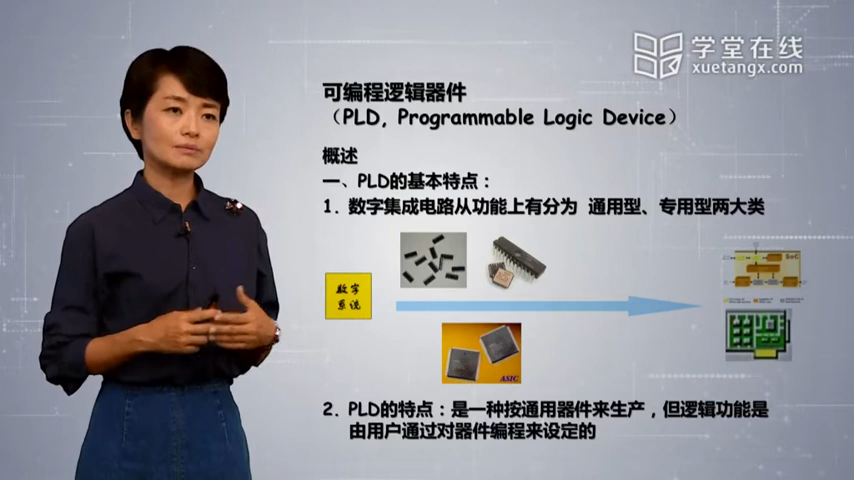 学堂在线
xuetangx.com
可编程逻辑器件
（PLD, Programmable Logic Device）
概述
一、PLD的基本特点：
1. 数字集成电路从功能上有分为 通用型、专用型两大类
数字
系统
SoC
ASIC
2. PLD的特点：是一种按通用器件来生产，但逻辑功能是
由用户通过对器件编程来设定的